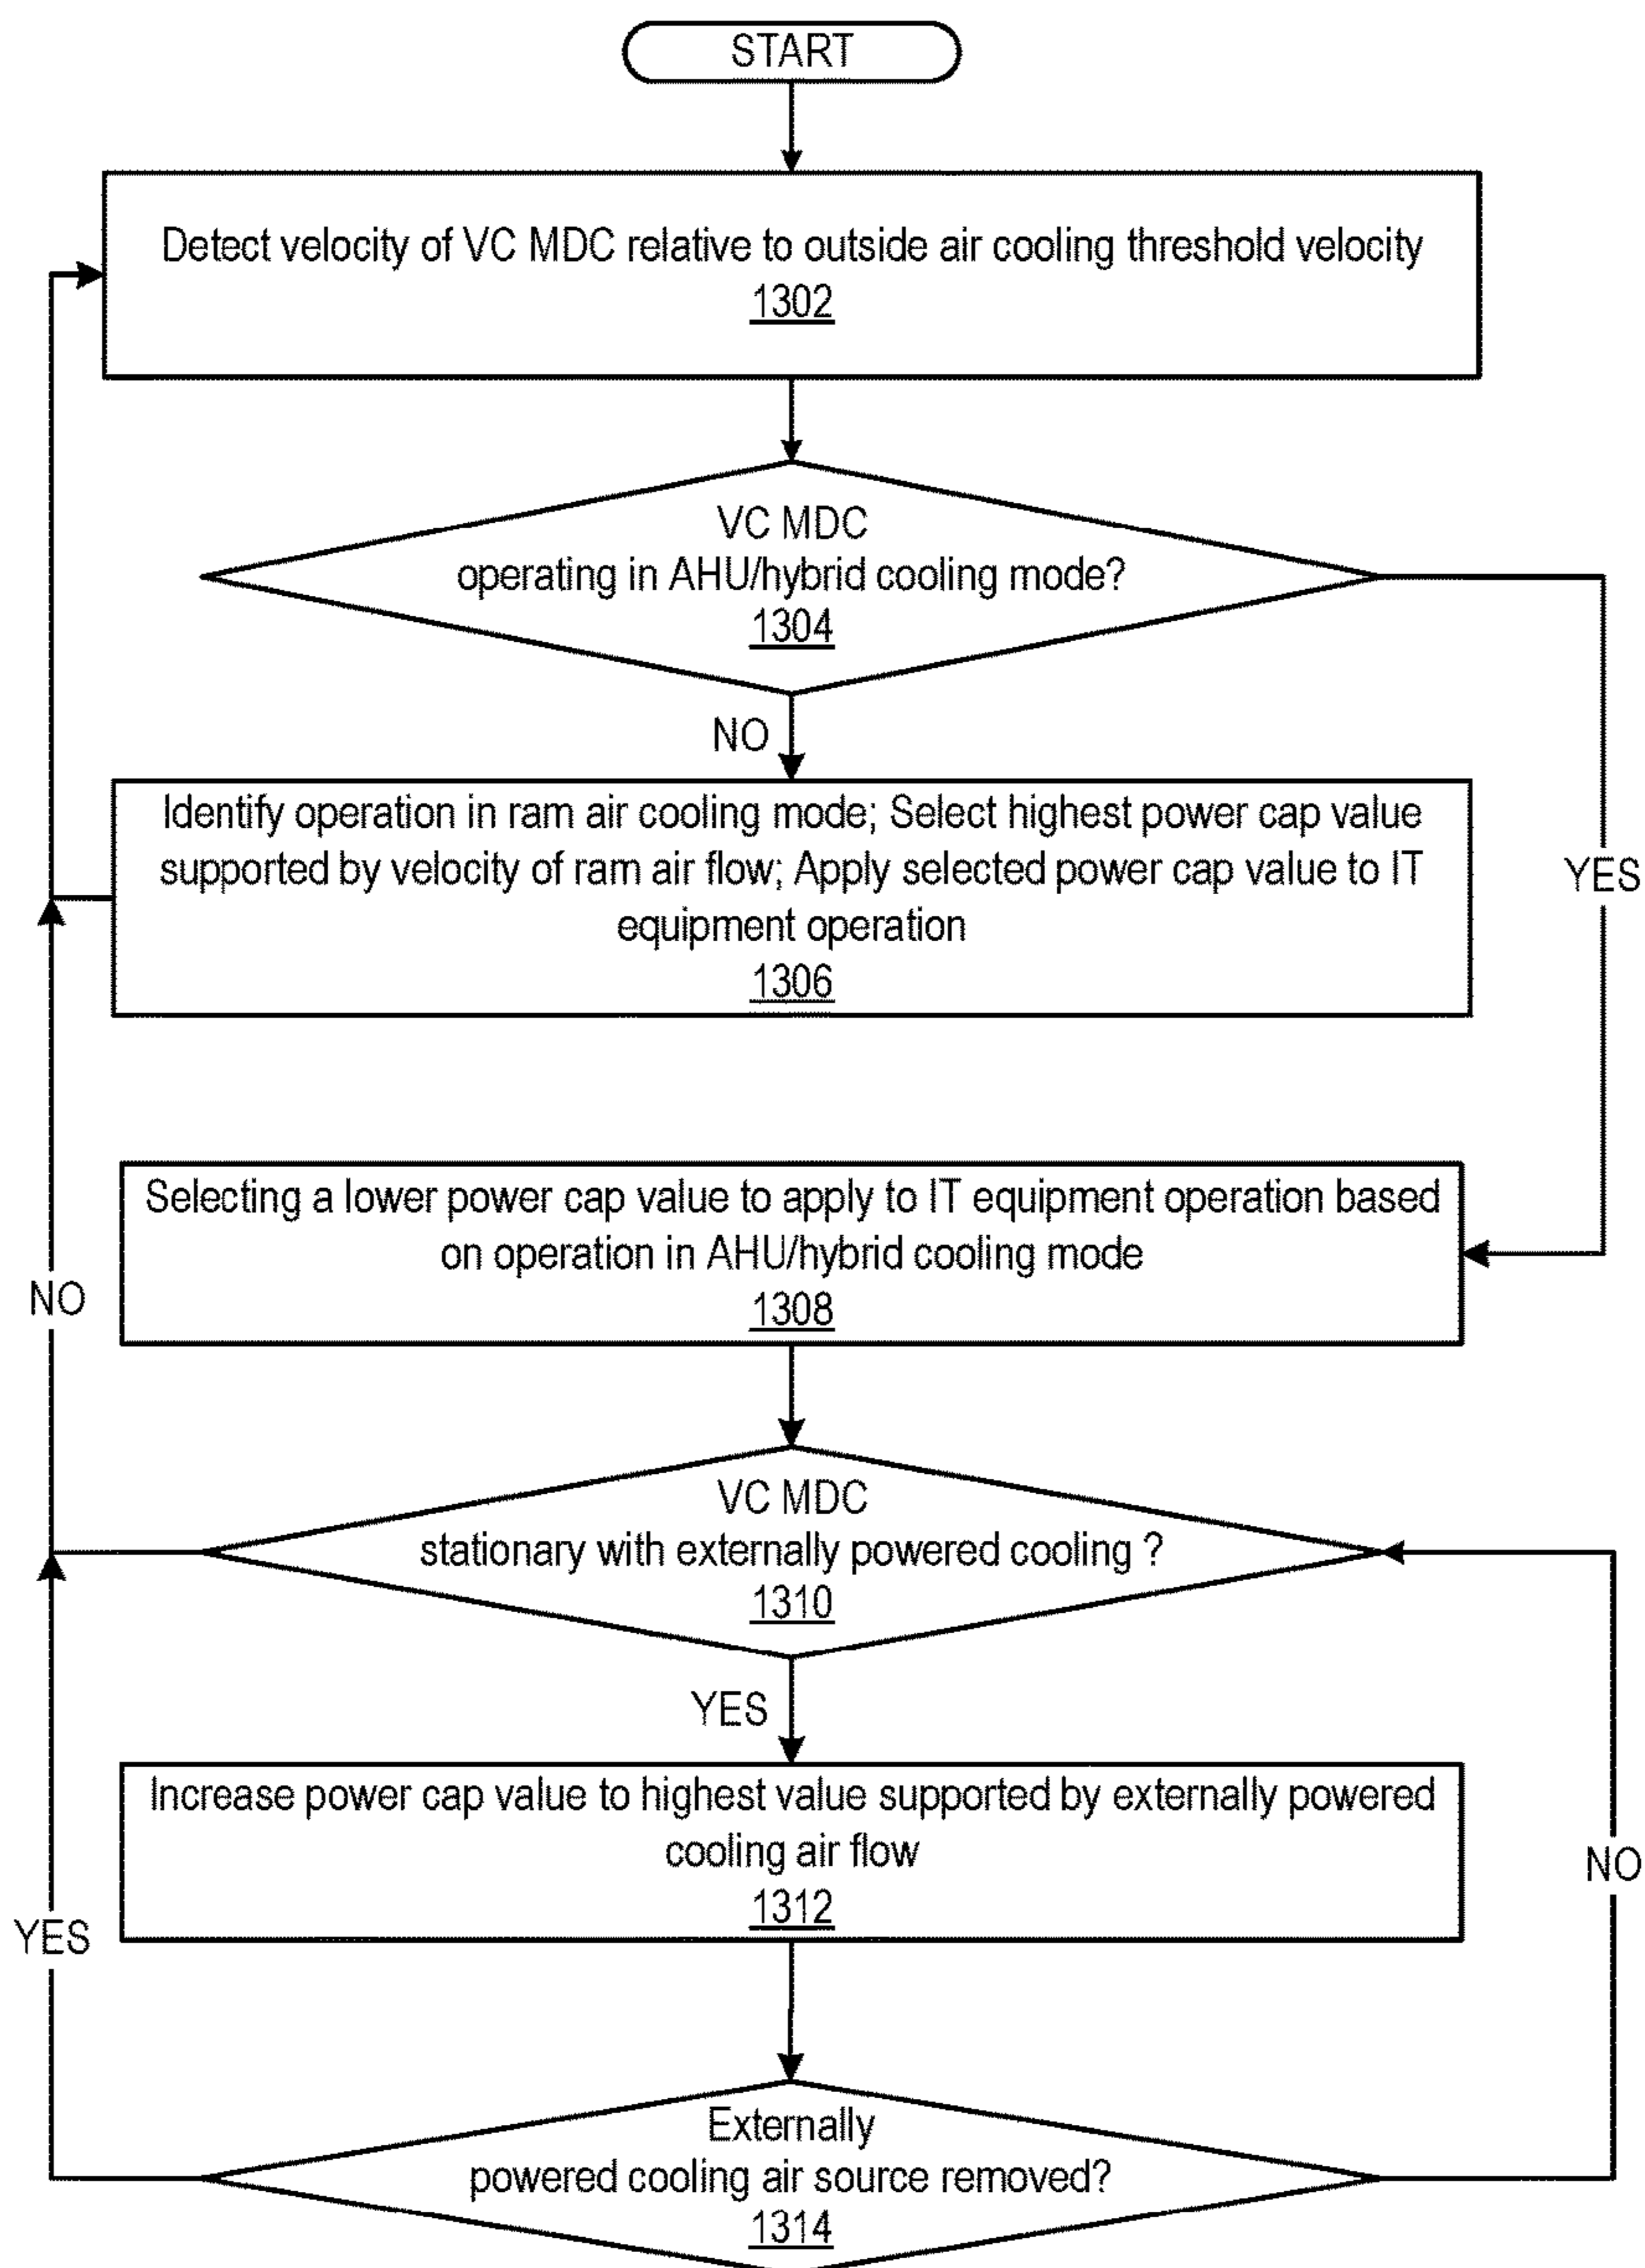 START
Detect velocity of VC MDC relative to outside air cooling threshold velocity
1302
VC MDC
operating in AHU/hybrid cooling mode?
1304
NO
Identify operation in ram air cooling mode; Select highest power cap value
supported by velocity of ram air flow; Apply selected power cap value to IT
equipment operation
1306
YES
Selecting a lower power cap value to apply to IT equipment operation based
on operation in AHU/hybrid cooling mode
1308
NO
VC MDC
stationary with externally powered cooling ?
1310
YES
Increase power cap value to highest value supported by externally powered
cooling air flow
1312
NO
YES
Externally
powered cooling air source removed?
1314